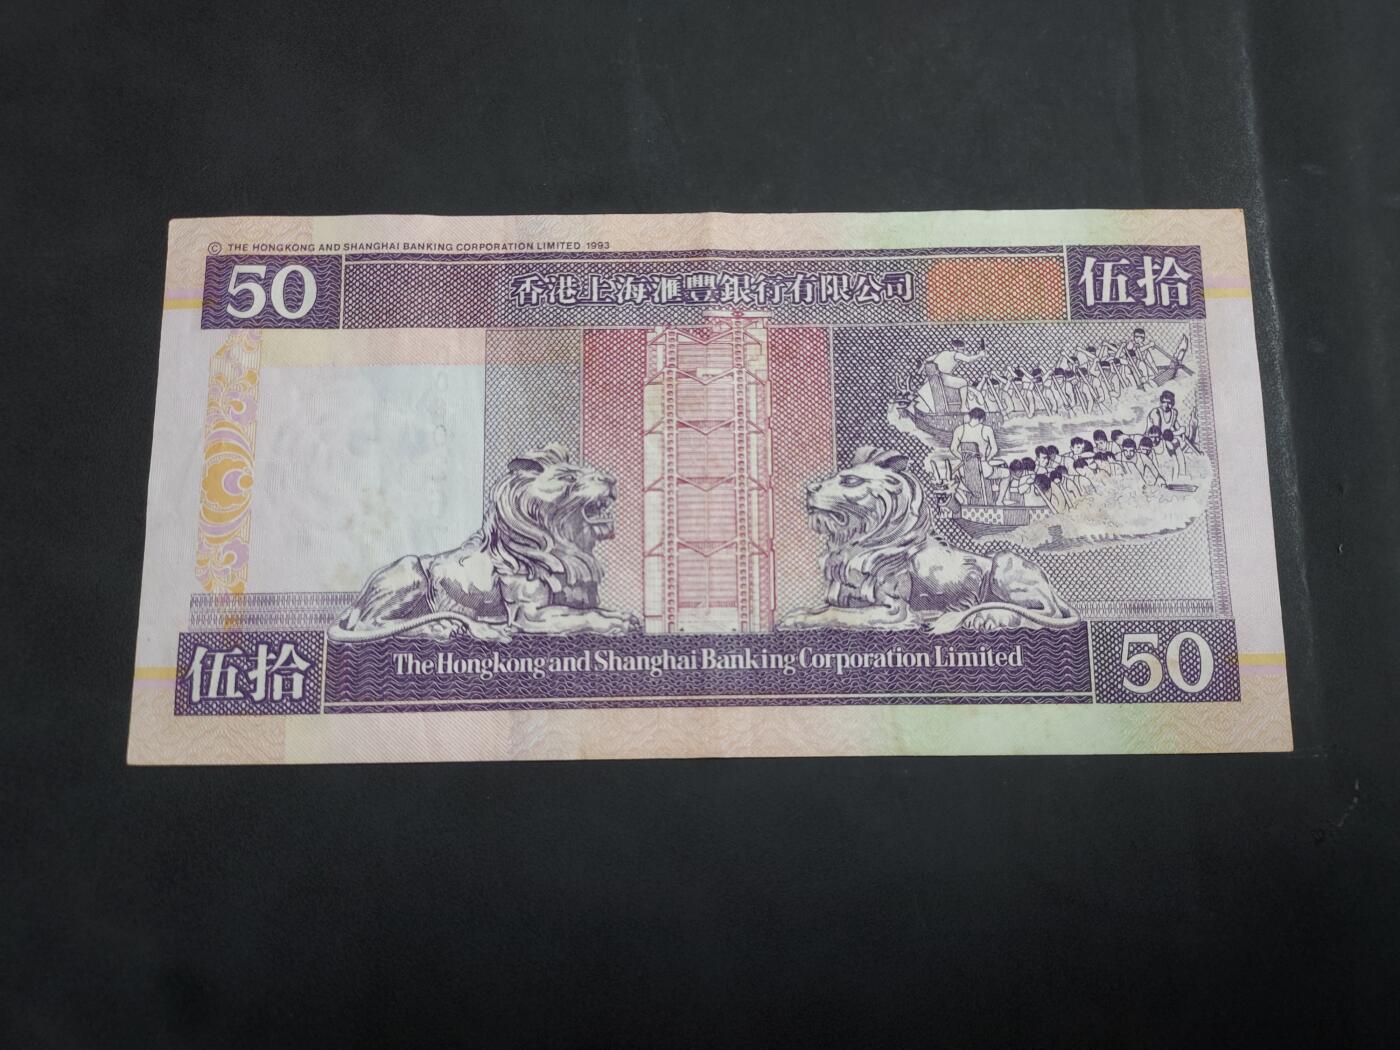 © THE HONGKONG AND SHANGHAI BANKING CORPORATION LIMITED 1993
50
香港上海滙豐銀行有限公司
伍拾
伍拾
The Hongkong and Shanghai Banking Corporation Limited
50